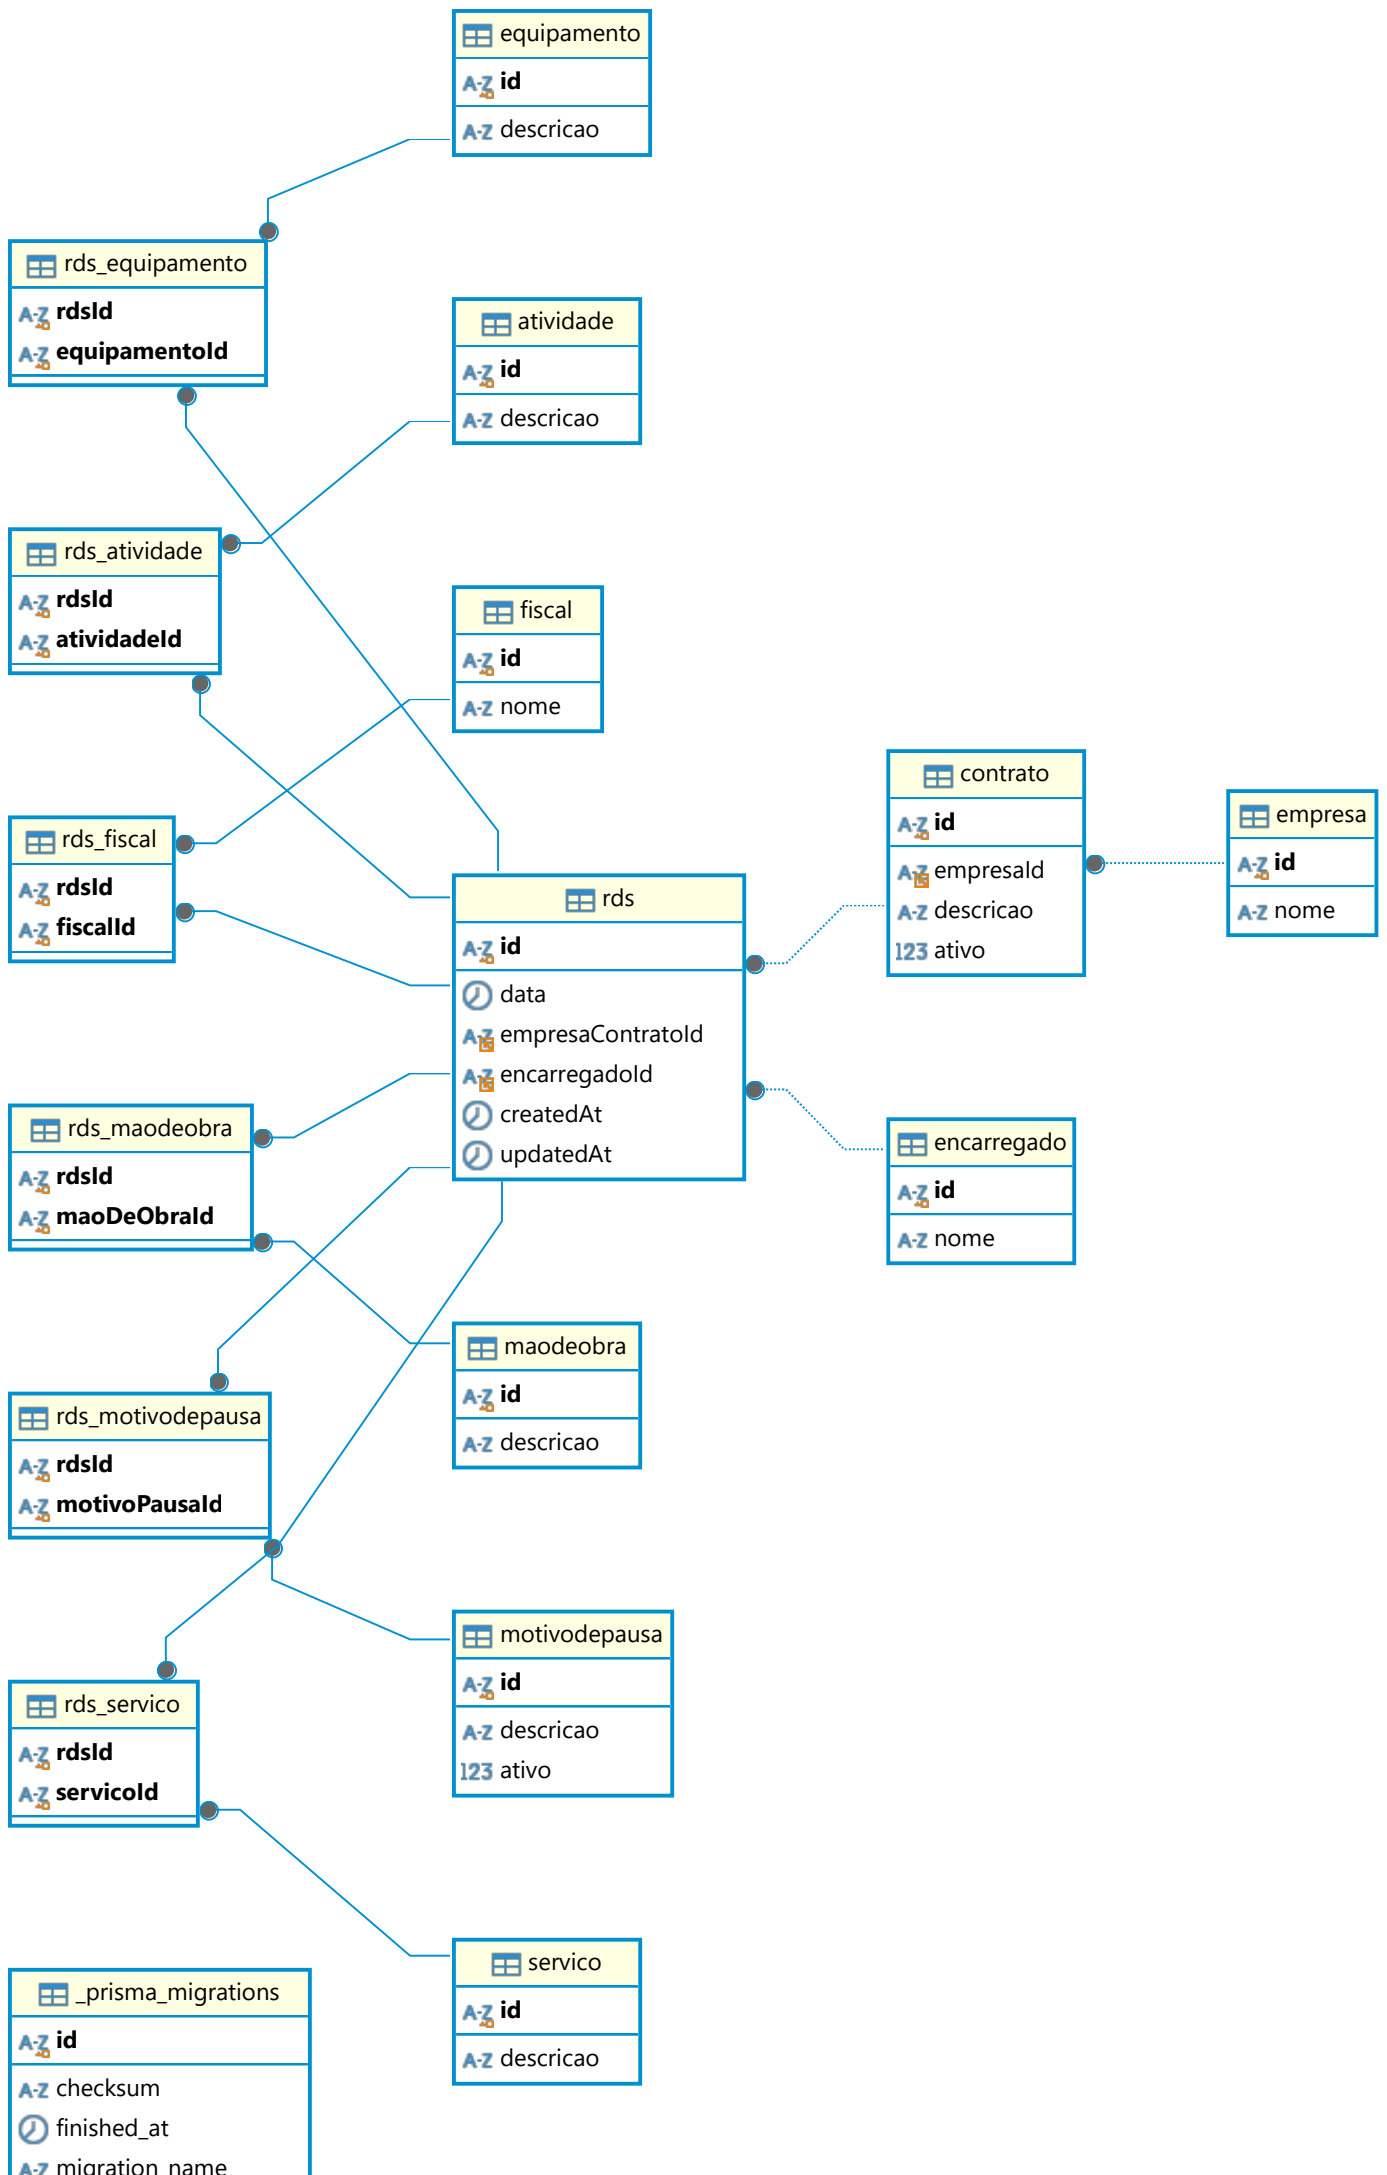 equipamento
id
descricao
rds_equipamento
rdsId
equipamentoId
atividade
id
descricao
rds_atividade
rdsId
atividadeId
fiscal
id
nome
rds_fiscal
rdsId
fiscalId
contrato
id
empresaId
descricao
123 ativo
empresa
id
nome
rds
id
data
empresaContratoId
encarregadoId
createdAt
updatedAt
encarregado
id
nome
rds_maodeobra
rdsId
maoDeObraId
maodeobra
id
descricao
rds_motivodepausa
rdsId
motivoPausaId
motivodepausa
id
descricao
123 ativo
rds_servico
rdsId
servicoId
servico
id
descricao
_prisma_migrations
id
checksum
finished_at
migration_name